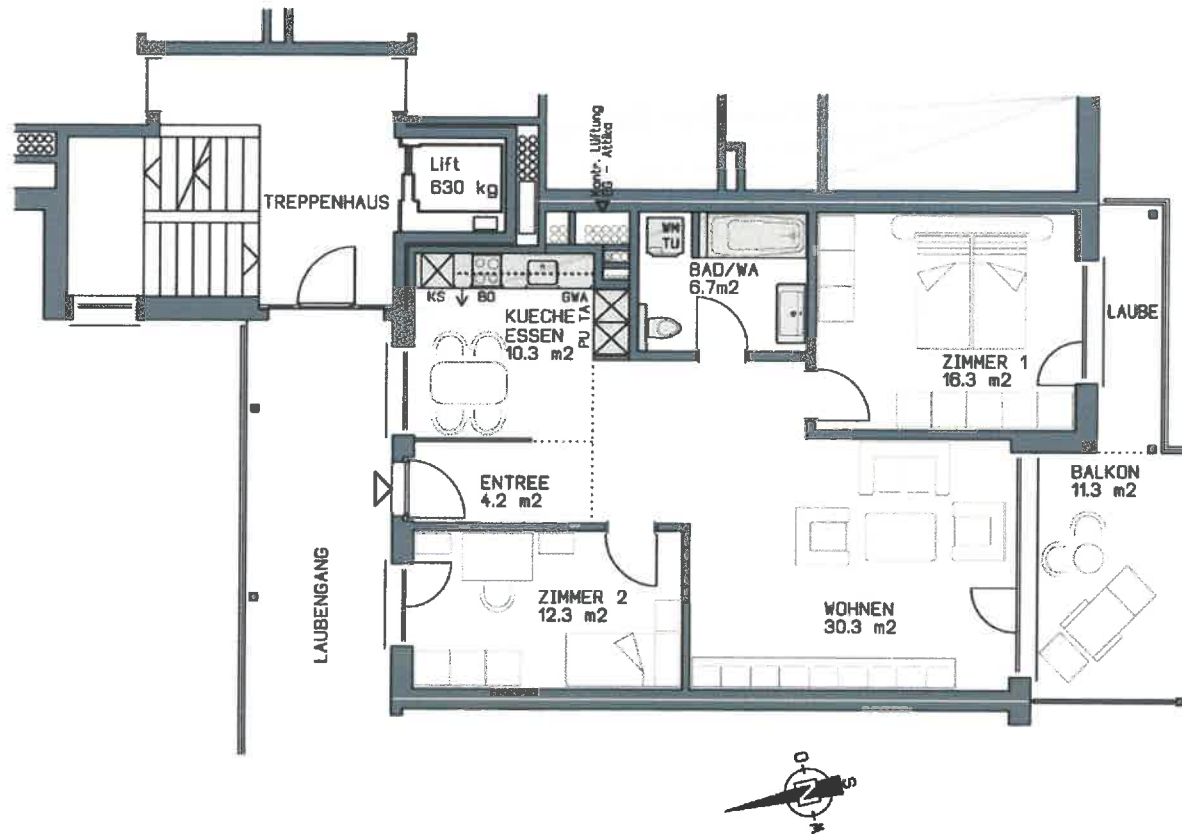 Kontr. Lüftung
EG - Attika
Lift
630 kg
TREPPENHAUS
WM
TU
BAD/WA
6.7m2
KS
GWA
KUECHE
ESSEN
10.3 m2
PU TA
LAUBE
ZIMMER 1
16.3 m2
ENTREE
4.2 m2
BALKON
11.3 m2
LAUBENGANG
ZIMMER 2
12.3 m2
WOHNEN
30.3 m2
O
S
N
W